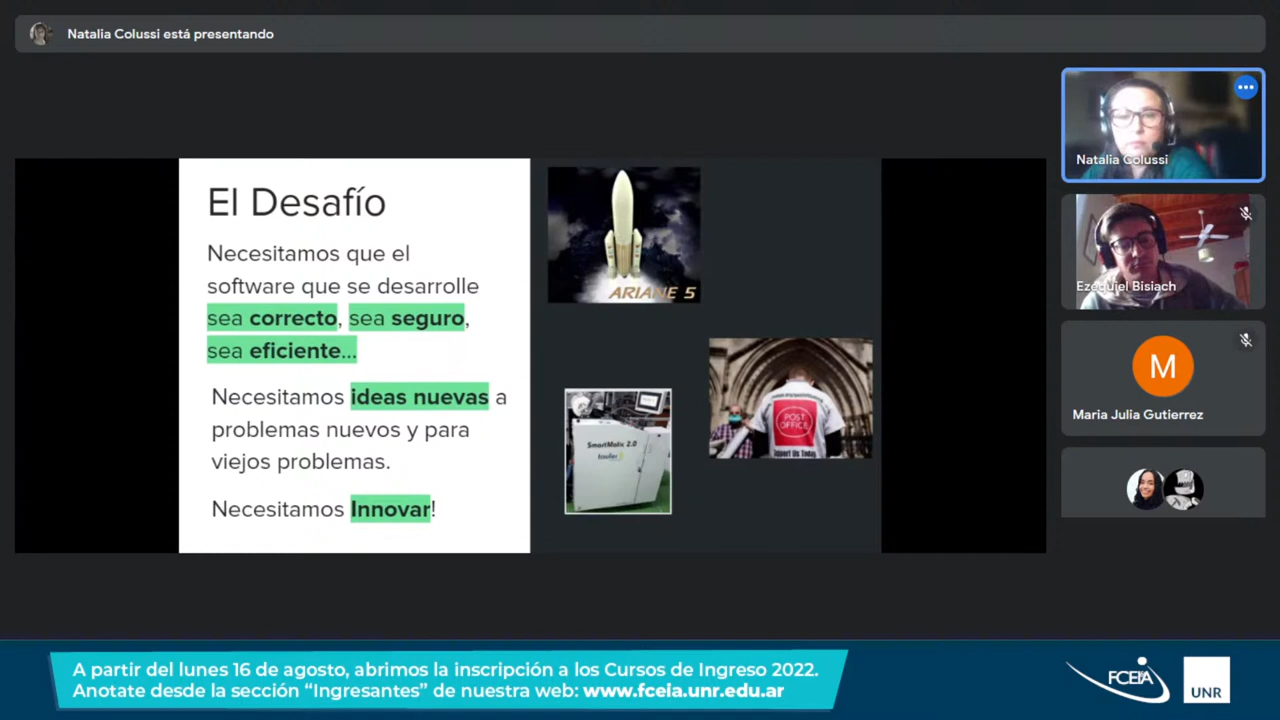 Natalia Colussi está presentando
El Desafío
Necesitamos que el
software que se desarrolle
sea correcto, sea seguro,
sea eficiente...
Necesitamos ideas nuevas a
problemas nuevos y para
viejos problemas.
Necesitamos Innovar!
ARIANE 5
POST
OFFICE
Support Us Today
SmartMatic 2.0
Natalia Colussi
Ezequiel Bisiach
M
Maria Julia Gutierrez
A partir del lunes 16 de agosto, abrimos la inscripción a los Cursos de Ingreso 2022.
Anotate desde la sección “Ingresantes” de nuestra web: www.fceia.unr.edu.ar
FCEIA
UNR